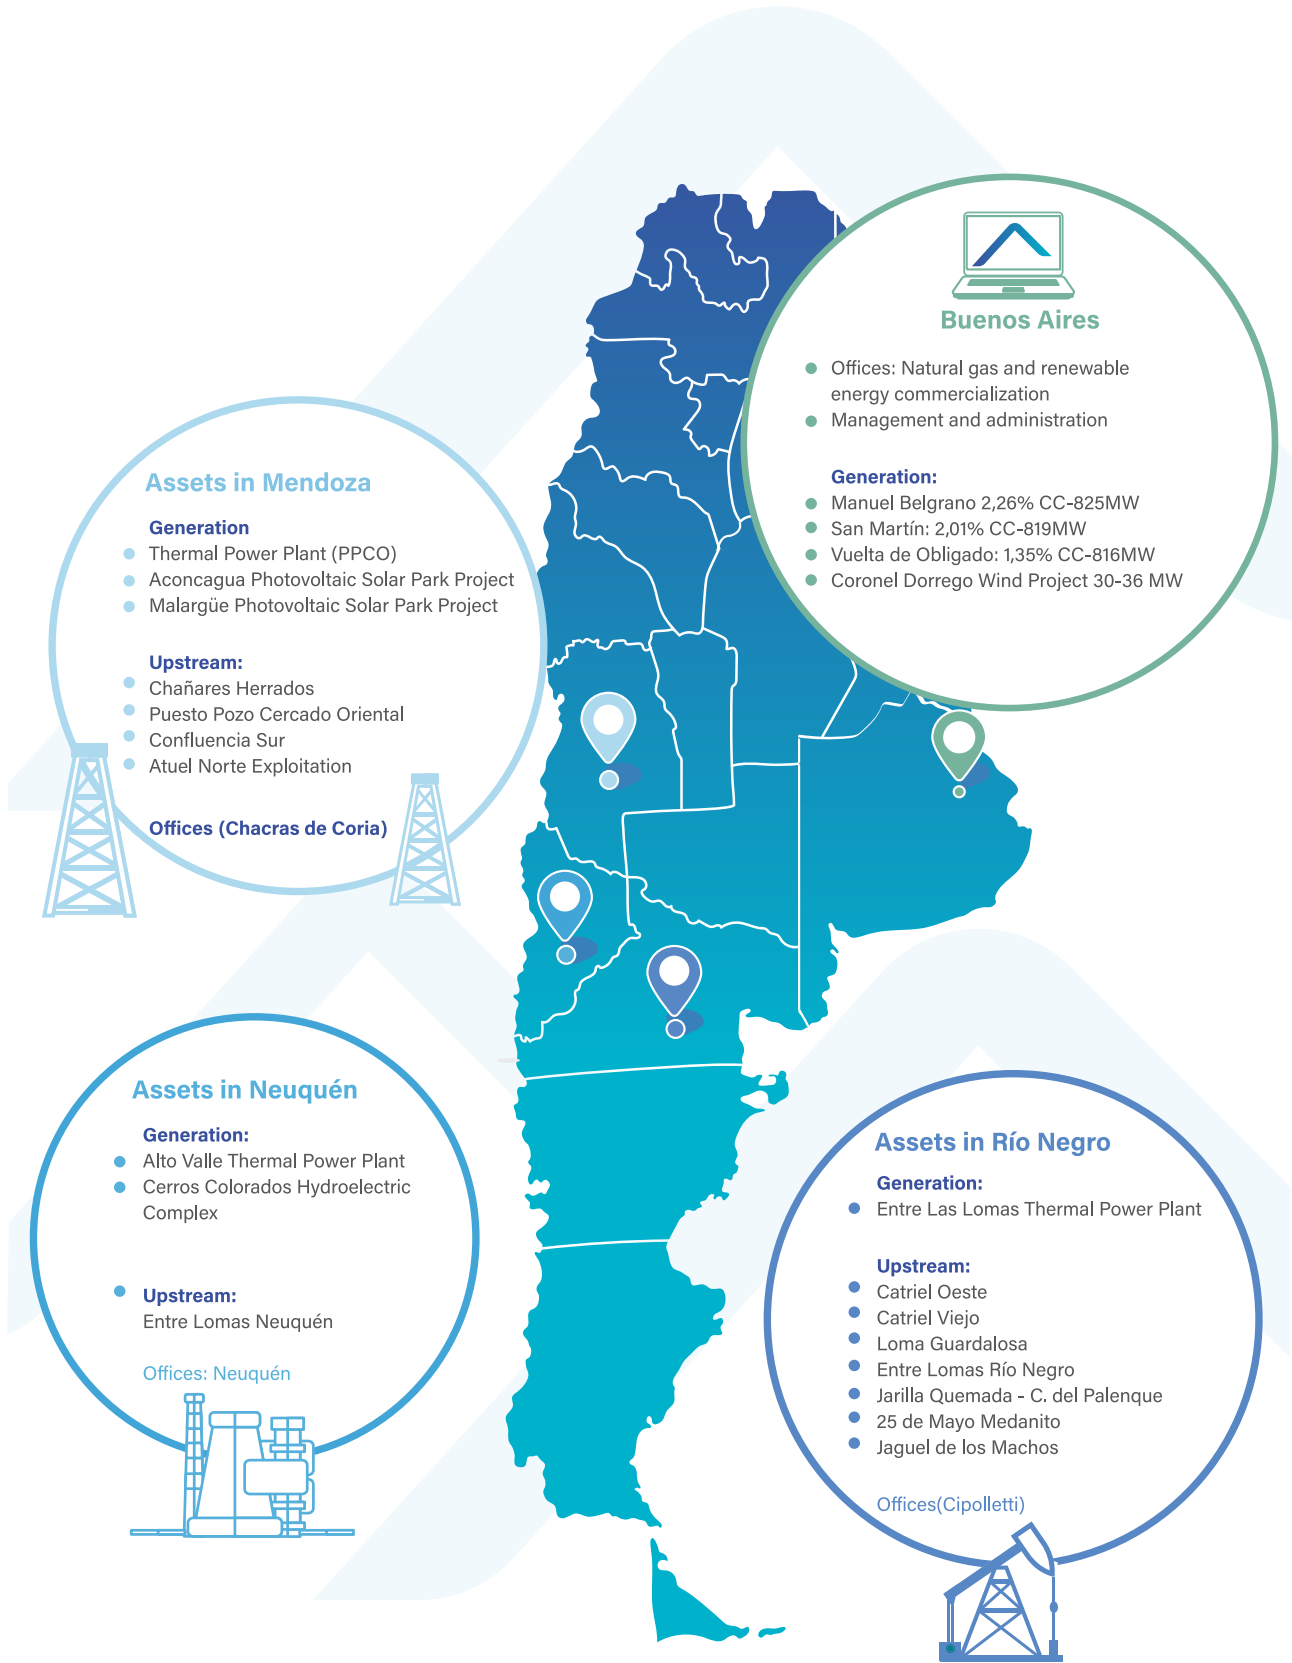 Buenos Aires
Offices: Natural gas and renewable
energy commercialization
Management and administration
Generation:
Manuel Belgrano 2,26% CC-825MW
San Martín: 2,01% CC-819MW
Vuelta de Obligado: 1,35% CC-816MW
Coronel Dorrego Wind Project 30-36 MW
Assets in Mendoza
Generation
Thermal Power Plant (PPCO)
Aconcagua Photovoltaic Solar Park Project
Malargüe Photovoltaic Solar Park Project
Upstream:
Chañares Herrados
Puesto Pozo Cercado Oriental
Confluencia Sur
Atuel Norte Exploitation
Offices (Chacras de Coria)
Assets in Neuquén
Generation:
Alto Valle Thermal Power Plant
Cerros Colorados Hydroelectric
Complex
Upstream:
Entre Lomas Neuquén
Offices: Neuquén
Assets in Río Negro
Generation:
Entre Las Lomas Thermal Power Plant
Upstream:
Catriel Oeste
Catriel Viejo
Loma Guardalosa
Entre Lomas Río Negro
Jarilla Quemada - C. del Palenque
25 de Mayo Medanito
Jaguel de los Machos
Offices(Cipolletti)